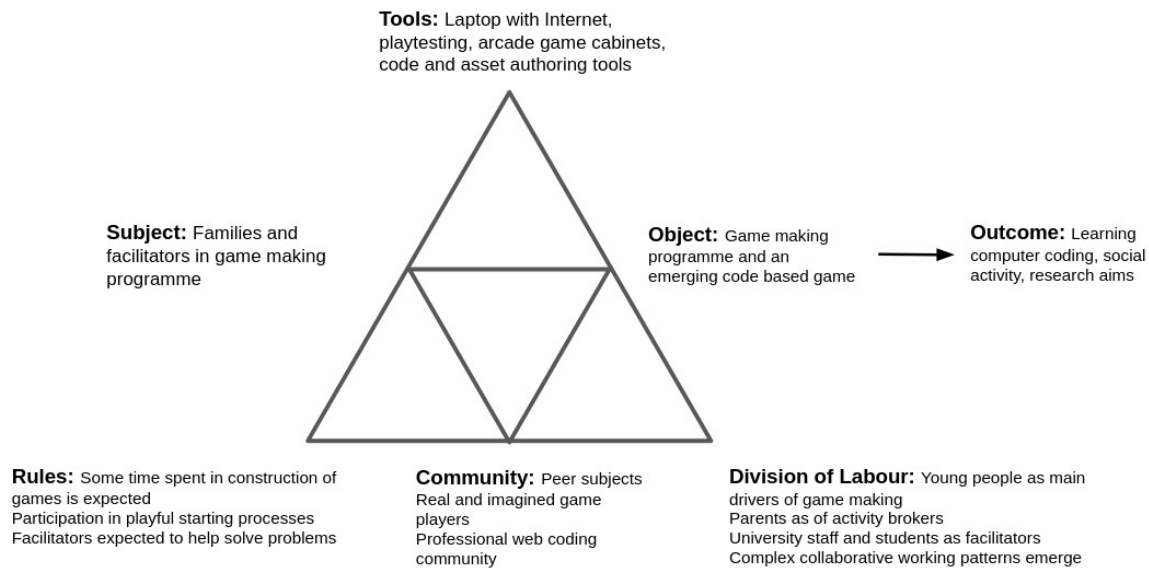 Tools: Laptop with Internet,
playtesting, arcade game cabinets,
code and asset authoring tools
Subject: Families and
facilitators in game making
programme
Object: Game making
programme and an
emerging code based game
Outcome: Learning
computer coding, social
activity, research aims
Rules: Some time spent in construction of
games is expected
Participation in playful starting processes
Facilitators expected to help solve problems
Community: Peer subjects
Real and imagined game
players
Professional web coding
community
Division of Labour: Young people as main
drivers of game making
Parents as of activity brokers
University staff and students as facilitators
Complex collaborative working patterns emerge